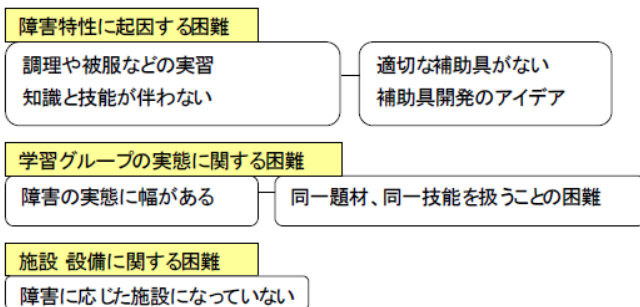 障害特性に起因する困難
調理や被服などの実習
知識と技能が伴わない
適切な補助具がない
補助具開発のアイデア
学習グループの実態に関する困難
障害の実態に幅がある
同一題材、同一技能を扱うことの困難
施設 設備に関する困難
障害に応じた施設になっていない